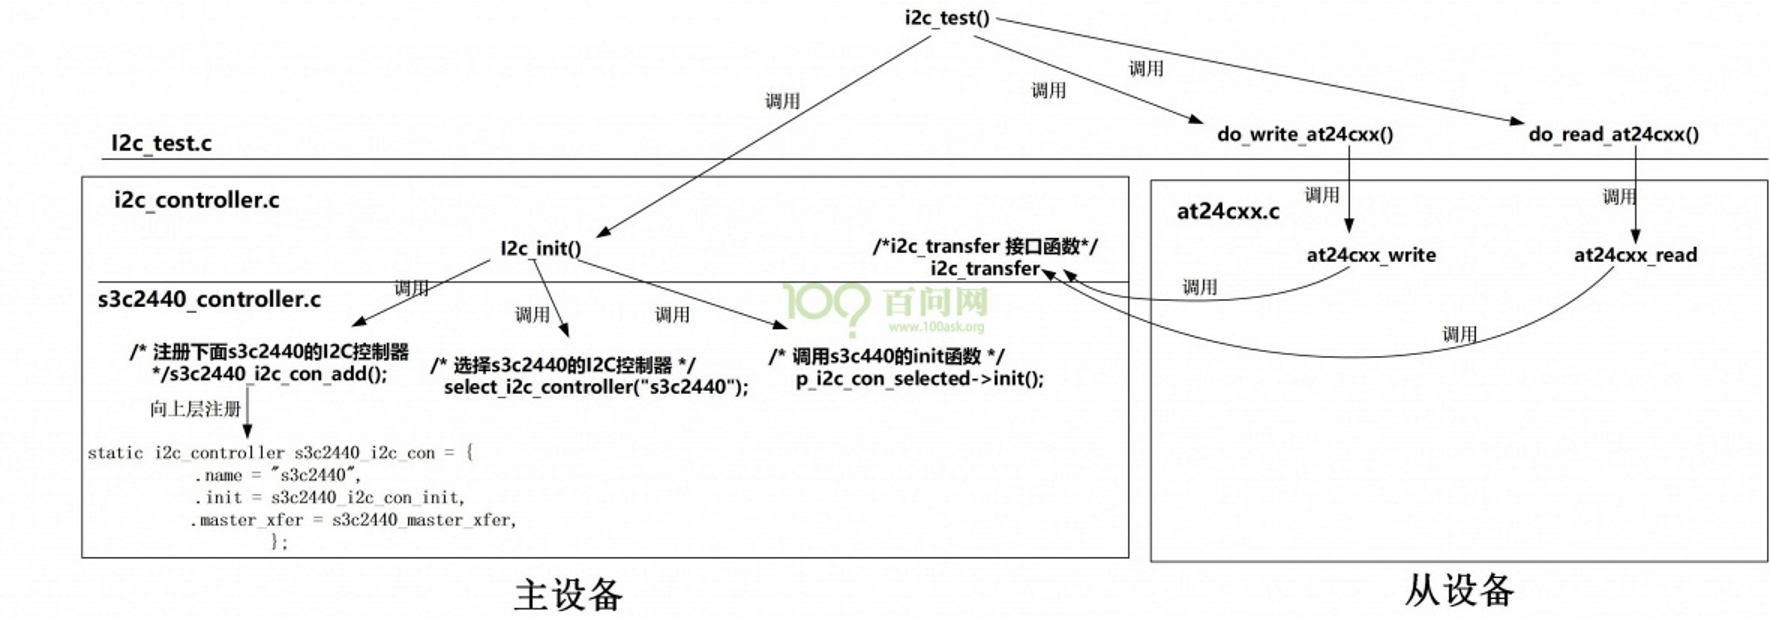 i2c_test()
调用
调用
调用
I2c_test.c
do_write_at24cxx()
do_read_at24cxx()
i2c_controller.c
调用
调用
at24cxx.c
I2c_init()
/*i2c_transfer 接口函数*/
i2c_transfer
at24cxx_write
at24cxx_read
调用
调用
s3c2440_controller.c
调用
调用
调用
100?百问网
www.100ask.org
/* 注册下面s3c2440的I2C控制器
*/s3c2440_i2c_con_add();
/* 选择s3c2440的I2C控制器 */
select_i2c_controller("s3c2440");
/* 调用s3c440的init函数 */
p_i2c_con_selected->init();
向上层注册
static i2c_controller s3c2440_i2c_con = {
.name = "s3c2440",
.init = s3c2440_i2c_con_init,
.master_xfer = s3c2440_master_xfer,
};
主设备
从设备